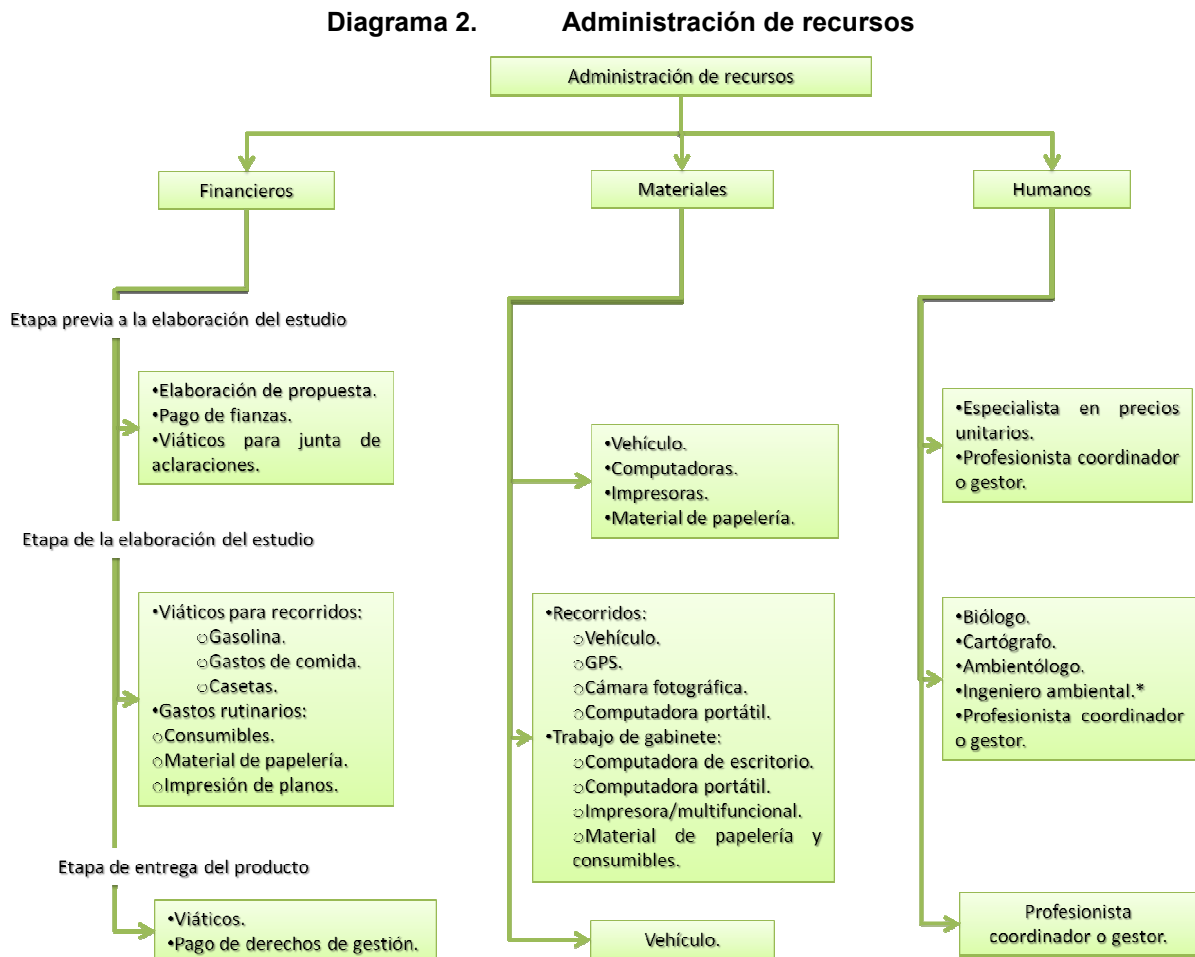 Diagrama 2. Administración de recursos
Administración de recursos
Financieros
Materiales
Humanos
Etapa previa a la elaboración del estudio
•Elaboración de propuesta.
•Pago de fianzas.
•Viáticos para junta de
aclaraciones.
•Vehículo.
•Computadoras.
•Impresoras.
•Material de papelería.
•Especialista en precios
unitarios.
•Profesionista coordinador
o gestor.
Etapa de la elaboración del estudio
•Viáticos para recorridos:
○Gasolina.
○Gastos de comida.
○Casetas.
•Gastos rutinarios:
○Consumibles.
○Material de papelería.
○Impresión de planos.
•Recorridos:
○Vehículo.
○GPS.
○Cámara fotográfica.
○Computadora portátil.
•Trabajo de gabinete:
○Computadora de escritorio.
○Computadora portátil.
○Impresora/multifuncional.
○Material de papelería y
consumibles.
•Biólogo.
•Cartógrafo.
•Ambientólogo.
•Ingeniero ambiental.*
•Profesionista coordinador
o gestor.
Etapa de entrega del producto
•Viáticos.
•Pago de derechos de gestión.
Vehículo.
Profesionista
coordinador o gestor.